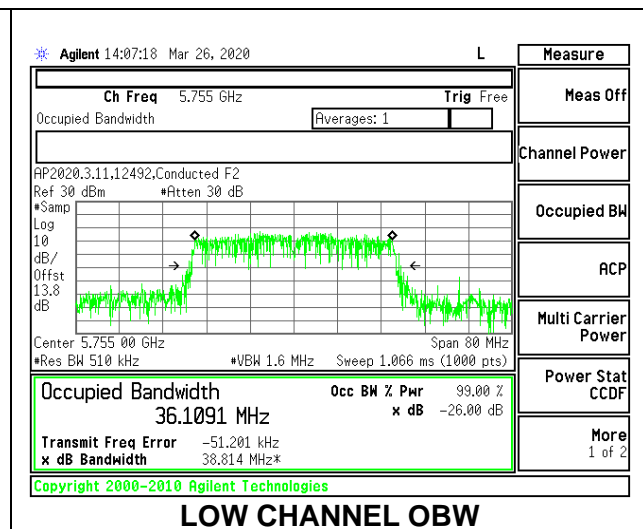 Agilent 14:07:18 Mar 26, 2020 L Measure
Ch Freq 5.755 GHz Trig Free
Meas Off
Occupied Bandwidth Averages: 1
Channel Power
AP2020.3.11,12492,Conducted F2
Ref 30 dBm #Atten 30 dB
#Samp
Log
10
dB/
Offst
13.8
dB
Occupied BW
ACP
Multi Carrier
Power
Center 5.755 00 GHz Span 80 MHz
#Res BW 510 kHz #VBW 1.6 MHz Sweep 1.066 ms (1000 pts)
Occupied Bandwidth Occ BW % Pwr 99.00 %
36.1091 MHz x dB -26.00 dB
Power Stat
CCDF
Transmit Freq Error -51.201 kHz
x dB Bandwidth 38.814 MHz*
More
1 of 2
Copyright 2000-2010 Agilent Technologies
LOW CHANNEL OBW